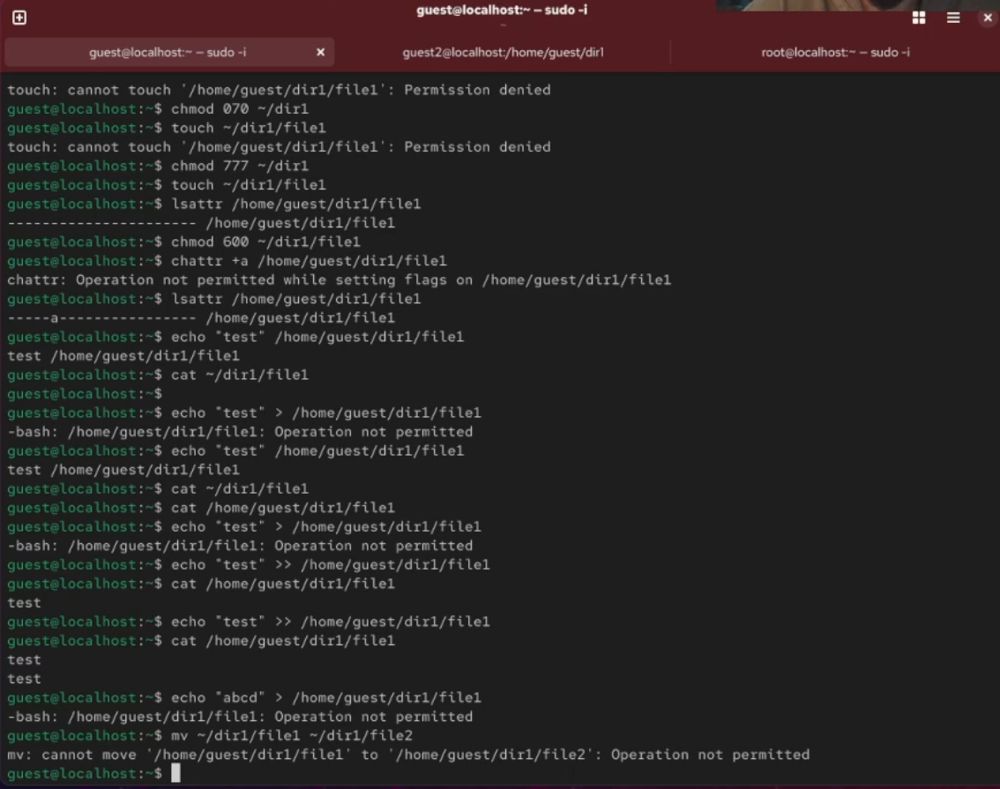 guest@localhost:~ — sudo -i
~
guest@localhost:~ — sudo -i
guest2@localhost:/home/guest/dir1
root@localhost:~ — sudo -i
touch: cannot touch '/home/guest/dir1/file1': Permission denied
guest@localhost:~$ chmod 070 ~/dir1
guest@localhost:~$ touch ~/dir1/file1
touch: cannot touch '/home/guest/dir1/file1': Permission denied
guest@localhost:~$ chmod 777 ~/dir1
guest@localhost:~$ touch ~/dir1/file1
guest@localhost:~$ lsattr /home/guest/dir1/file1
---------------------- /home/guest/dir1/file1
guest@localhost:~$ chmod 600 ~/dir1/file1
guest@localhost:~$ chattr +a /home/guest/dir1/file1
chattr: Operation not permitted while setting flags on /home/guest/dir1/file1
guest@localhost:~$ lsattr /home/guest/dir1/file1
-----a---------------- /home/guest/dir1/file1
guest@localhost:~$ echo "test" /home/guest/dir1/file1
test /home/guest/dir1/file1
guest@localhost:~$ cat ~/dir1/file1
guest@localhost:~$
guest@localhost:~$ echo "test" > /home/guest/dir1/file1
-bash: /home/guest/dir1/file1: Operation not permitted
guest@localhost:~$ echo "test" /home/guest/dir1/file1
test /home/guest/dir1/file1
guest@localhost:~$ cat ~/dir1/file1
guest@localhost:~$ cat /home/guest/dir1/file1
guest@localhost:~$ echo "test" > /home/guest/dir1/file1
-bash: /home/guest/dir1/file1: Operation not permitted
guest@localhost:~$ echo "test" >> /home/guest/dir1/file1
guest@localhost:~$ cat /home/guest/dir1/file1
test
guest@localhost:~$ echo "test" >> /home/guest/dir1/file1
guest@localhost:~$ cat /home/guest/dir1/file1
test
test
guest@localhost:~$ echo "abcd" > /home/guest/dir1/file1
-bash: /home/guest/dir1/file1: Operation not permitted
guest@localhost:~$ mv ~/dir1/file1 ~/dir1/file2
mv: cannot move '/home/guest/dir1/file1' to '/home/guest/dir1/file2': Operation not permitted
guest@localhost:~$